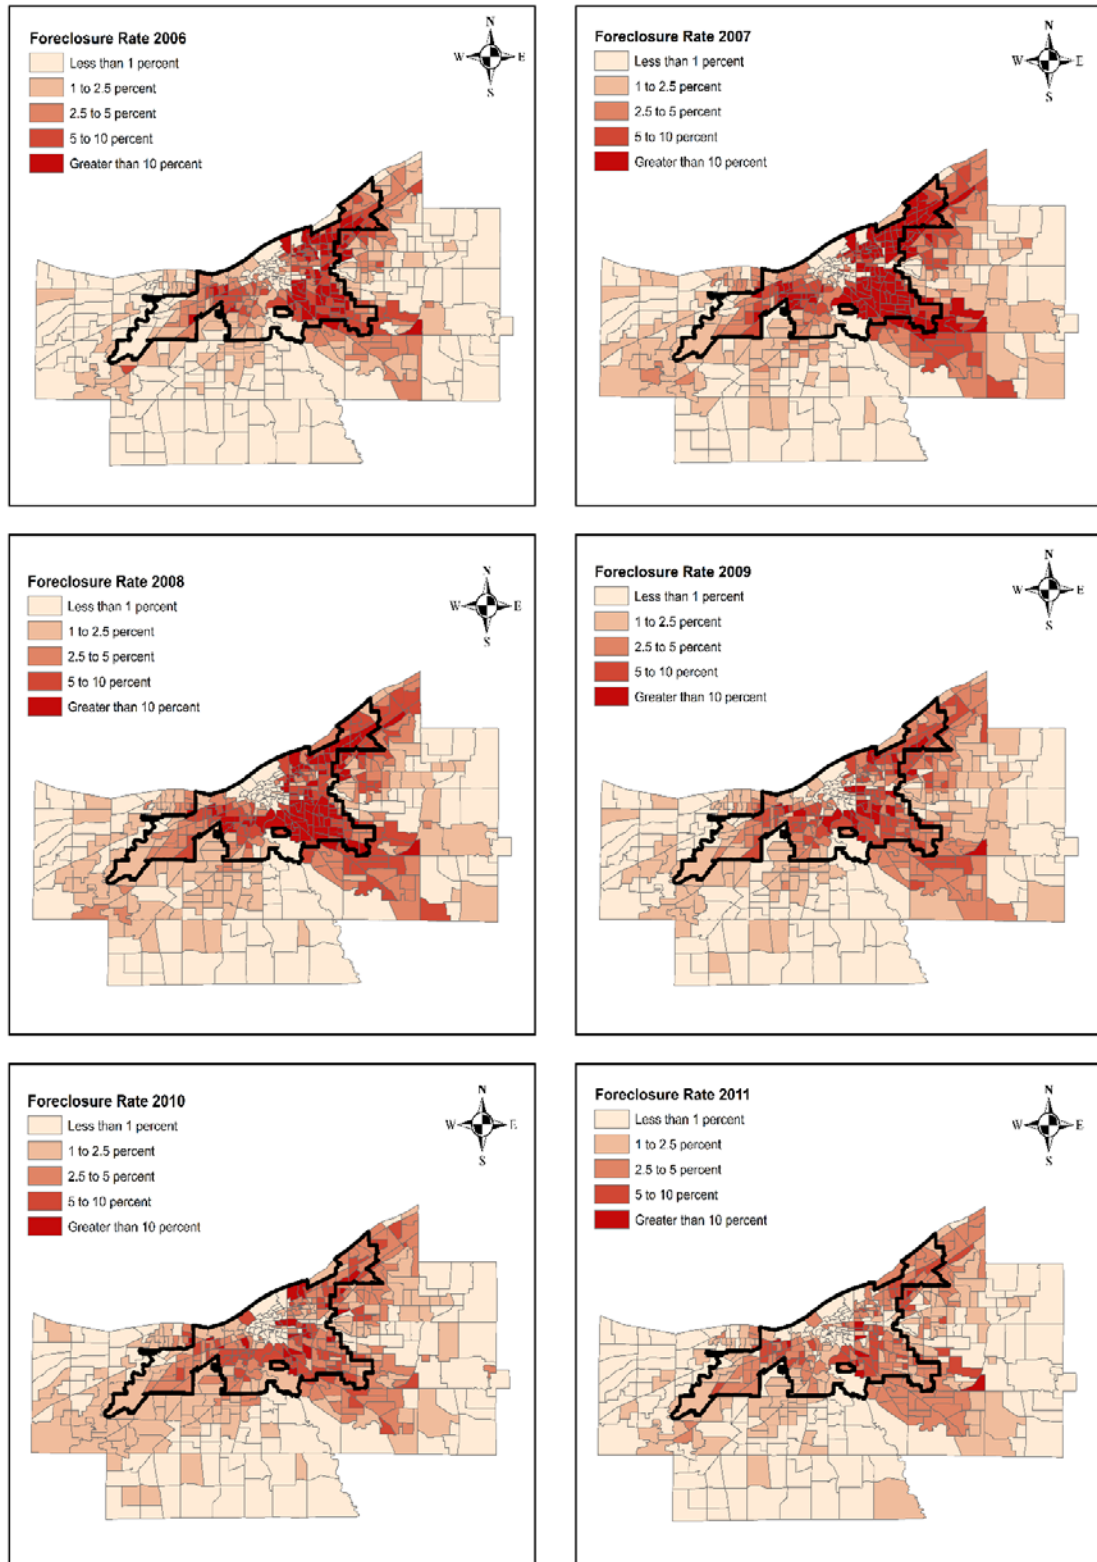 Foreclosure Rate 2006
Less than 1 percent
1 to 2.5 percent
2.5 to 5 percent
5 to 10 percent
Greater than 10 percent
N
W E
S
Foreclosure Rate 2007
Less than 1 percent
1 to 2.5 percent
2.5 to 5 percent
5 to 10 percent
Greater than 10 percent
N
W E
S
Foreclosure Rate 2008
Less than 1 percent
1 to 2.5 percent
2.5 to 5 percent
5 to 10 percent
Greater than 10 percent
N
W E
S
Foreclosure Rate 2009
Less than 1 percent
1 to 2.5 percent
2.5 to 5 percent
5 to 10 percent
Greater than 10 percent
N
W E
S
Foreclosure Rate 2010
Less than 1 percent
1 to 2.5 percent
2.5 to 5 percent
5 to 10 percent
Greater than 10 percent
N
W E
S
Foreclosure Rate 2011
Less than 1 percent
1 to 2.5 percent
2.5 to 5 percent
5 to 10 percent
Greater than 10 percent
N
W E
S